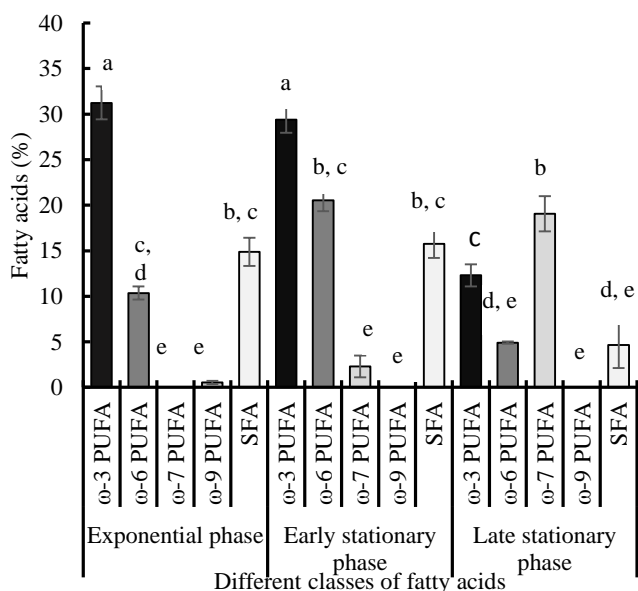 40
35
30
25
20
15
10
5
0
Fatty acids (%)
a
c,
d
e
e
b, c
a
b, c
e
e
b, c
c
d, e
b
e
d, e
ω-3 PUFA
ω-6 PUFA
ω-7 PUFA
ω-9 PUFA
SFA
ω-3 PUFA
ω-6 PUFA
ω-7 PUFA
ω-9 PUFA
SFA
ω-3 PUFA
ω-6 PUFA
ω-7 PUFA
ω-9 PUFA
SFA
Exponential phase
Early stationary
phase
Late stationary
phase
Different classes of fatty acids